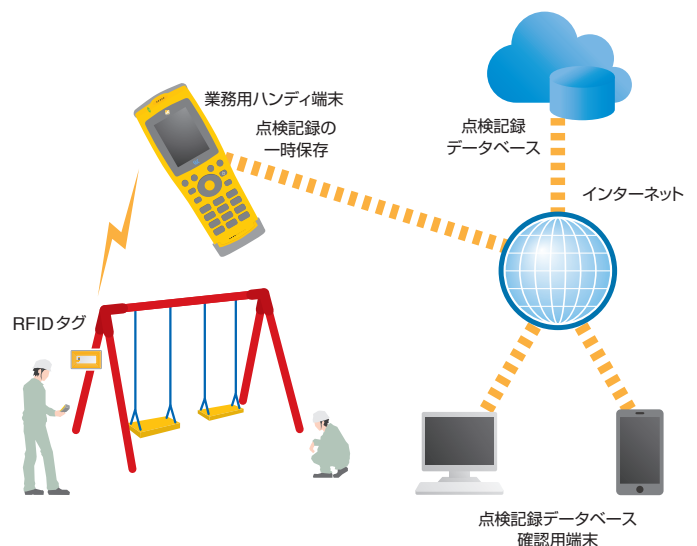 業務用ハンディ端末
点検記録の
一時保存
点検記録
データベース
インターネット
RFIDタグ
点検記録データベース
確認用端末